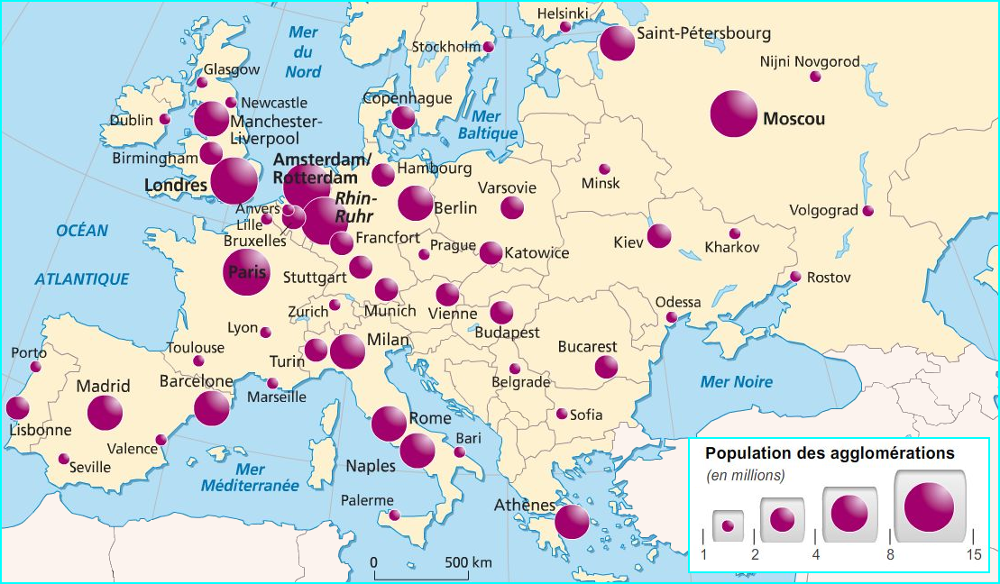 Helsinki
Mer
du
Nord
Saint-Pétersbourg
Stockholm
Nijni Novgorod
Glasgow
Copenhague
Newcastle
Dublin
Manchester-
Liverpool
Mer
Baltique
Moscou
Birmingham
Amsterdam/
Rotterdam
Hambourg
Minsk
Londres
Rhin-
Ruhr
Varsovie
Berlin
Anvers
Lille
Bruxelles
Volgograd
OCÉAN
ATLANTIQUE
Francfort
Prague
Katowice
Kiev
Kharkov
Paris
Stuttgart
Rostov
Zurich
Munich
Vienne
Budapest
Odessa
Lyon
Milan
Toulouse
Turin
Bucarest
Porto
Madrid
Barcelone
Marseille
Belgrade
Mer Noire
Lisbonne
Valence
Seville
Rome
Bari
Sofia
Mer
Méditerranée
Naples
Palerme
Athènes
0 500 km
Population des agglomérations
(en millions)
1 2 4 8 15